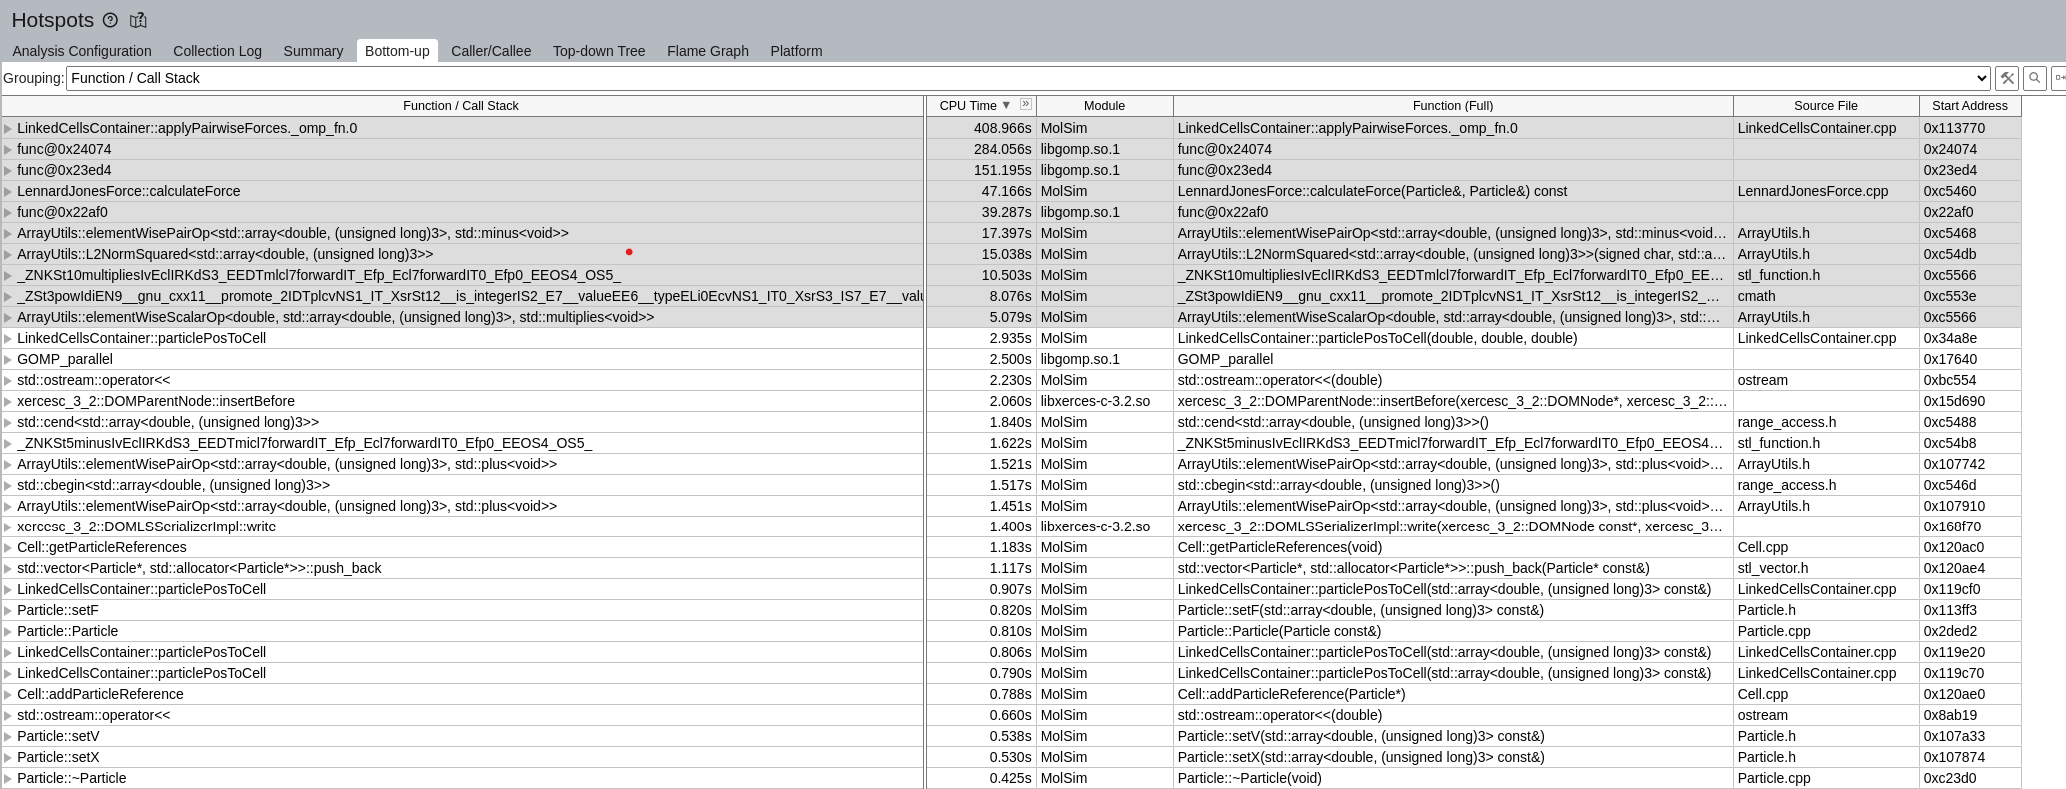 Hotspots
Analysis Configuration Collection Log Summary Bottom-up Caller/Callee Top-down Tree Flame Graph Platform
Grouping: Function / Call Stack
Function / Call Stack CPU Time Module Function (Full) Source File Start Address
LinkedCellsContainer::applyPairwiseForces._omp_fn.0 408.966s MolSim LinkedCellsContainer::applyPairwiseForces._omp_fn.0 LinkedCellsContainer.cpp 0x113770
func@0x24074 284.056s libgomp.so.1 func@0x24074 0x24074
func@0x23ed4 151.195s libgomp.so.1 func@0x23ed4 0x23ed4
LennardJonesForce::calculateForce 47.166s MolSim LennardJonesForce::calculateForce(Particle&, Particle&) const LennardJonesForce.cpp 0xc5460
func@0x22af0 39.287s libgomp.so.1 func@0x22af0 0x22af0
ArrayUtils::elementWisePairOp<std::array<double, (unsigned long)3>, std::minus<void>> 17.397s MolSim ArrayUtils::elementWisePairOp<std::array<double, (unsigned long)3>, std::minus<void… ArrayUtils.h 0xc5468
ArrayUtils::L2NormSquared<std::array<double, (unsigned long)3>> 15.038s MolSim ArrayUtils::L2NormSquared<std::array<double, (unsigned long)3>>(signed char, std::a… ArrayUtils.h 0xc54db
_ZNKSt10multipliesIvEclIRKdS3_EEDTmlcl7forwardIT_Efp_Ecl7forwardIT0_Efp0_EEOS4_OS5_ 10.503s MolSim _ZNKSt10multipliesIvEclIRKdS3_EEDTmlcl7forwardIT_Efp_Ecl7forwardIT0_Efp0_EE… stl_function.h 0xc5566
_ZSt3powIdiEN9__gnu_cxx11__promote_2IDTplcvNS1_IT_XsrSt12__is_integerIS2_E7__valueEE6__typeELi0EcvNS1_IT0_XsrS3_IS7_E7__valu 8.076s MolSim _ZSt3powIdiEN9__gnu_cxx11__promote_2IDTplcvNS1_IT_XsrSt12__is_integerIS2_… cmath 0xc553e
ArrayUtils::elementWiseScalarOp<double, std::array<double, (unsigned long)3>, std::multiplies<void>> 5.079s MolSim ArrayUtils::elementWiseScalarOp<double, std::array<double, (unsigned long)3>, std::… ArrayUtils.h 0xc5566
LinkedCellsContainer::particlePosToCell 2.935s MolSim LinkedCellsContainer::particlePosToCell(double, double, double) LinkedCellsContainer.cpp 0x34a8e
GOMP_parallel 2.500s libgomp.so.1 GOMP_parallel 0x17640
std::ostream::operator<< 2.230s MolSim std::ostream::operator<<(double) ostream 0xbc554
xercesc_3_2::DOMParentNode::insertBefore 2.060s libxerces-c-3.2.so xercesc_3_2::DOMParentNode::insertBefore(xercesc_3_2::DOMNode*, xercesc_3_2::… 0x15d690
std::cend<std::array<double, (unsigned long)3>> 1.840s MolSim std::cend<std::array<double, (unsigned long)3>>() range_access.h 0xc5488
_ZNKSt5minusIvEclIRKdS3_EEDTmicl7forwardIT_Efp_Ecl7forwardIT0_Efp0_EEOS4_OS5_ 1.622s MolSim _ZNKSt5minusIvEclIRKdS3_EEDTmicl7forwardIT_Efp_Ecl7forwardIT0_Efp0_EEOS4… stl_function.h 0xc54b8
ArrayUtils::elementWisePairOp<std::array<double, (unsigned long)3>, std::plus<void>> 1.521s MolSim ArrayUtils::elementWisePairOp<std::array<double, (unsigned long)3>, std::plus<void>… ArrayUtils.h 0x107742
std::cbegin<std::array<double, (unsigned long)3>> 1.517s MolSim std::cbegin<std::array<double, (unsigned long)3>>() range_access.h 0xc546d
ArrayUtils::elementWisePairOp<std::array<double, (unsigned long)3>, std::plus<void>> 1.451s MolSim ArrayUtils::elementWisePairOp<std::array<double, (unsigned long)3>, std::plus<void>… ArrayUtils.h 0x107910
xercesc_3_2::DOMLSSerializerImpl::write 1.400s libxerces-c-3.2.so xercesc_3_2::DOMLSSerializerImpl::write(xercesc_3_2::DOMNode const*, xercesc_3… 0x168f70
Cell::getParticleReferences 1.183s MolSim Cell::getParticleReferences(void) Cell.cpp 0x120ac0
std::vector<Particle*, std::allocator<Particle*>>::push_back 1.117s MolSim std::vector<Particle*, std::allocator<Particle*>>::push_back(Particle* const&) stl_vector.h 0x120ae4
LinkedCellsContainer::particlePosToCell 0.907s MolSim LinkedCellsContainer::particlePosToCell(std::array<double, (unsigned long)3> const&) LinkedCellsContainer.cpp 0x119cf0
Particle::setF 0.820s MolSim Particle::setF(std::array<double, (unsigned long)3> const&) Particle.h 0x113ff3
Particle::Particle 0.810s MolSim Particle::Particle(Particle const&) Particle.cpp 0x2ded2
LinkedCellsContainer::particlePosToCell 0.806s MolSim LinkedCellsContainer::particlePosToCell(std::array<double, (unsigned long)3> const&) LinkedCellsContainer.cpp 0x119e20
LinkedCellsContainer::particlePosToCell 0.790s MolSim LinkedCellsContainer::particlePosToCell(std::array<double, (unsigned long)3> const&) LinkedCellsContainer.cpp 0x119c70
Cell::addParticleReference 0.788s MolSim Cell::addParticleReference(Particle*) Cell.cpp 0x120ae0
std::ostream::operator<< 0.660s MolSim std::ostream::operator<<(double) ostream 0x8ab19
Particle::setV 0.538s MolSim Particle::setV(std::array<double, (unsigned long)3> const&) Particle.h 0x107a33
Particle::setX 0.530s MolSim Particle::setX(std::array<double, (unsigned long)3> const&) Particle.h 0x107874
Particle::~Particle 0.425s MolSim Particle::~Particle(void) Particle.cpp 0xc23d0